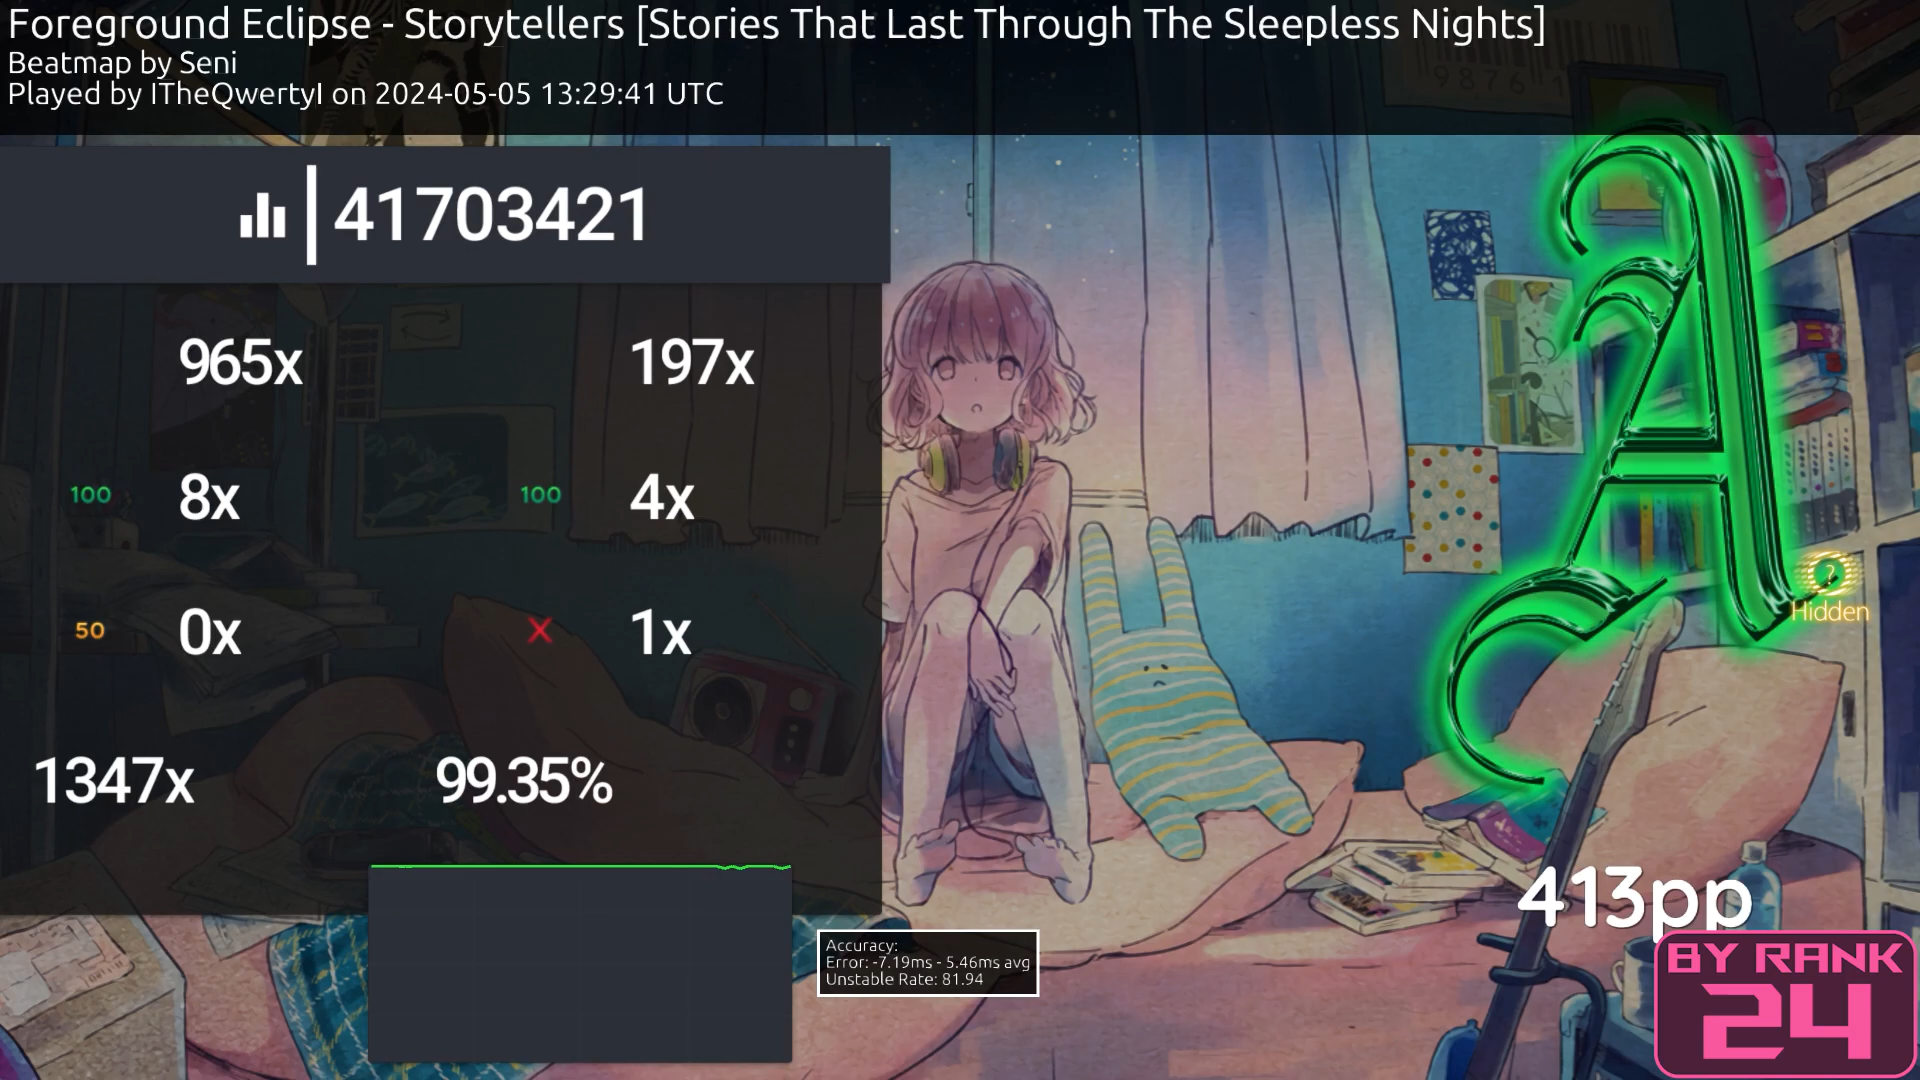 Foreground Eclipse - Storytellers [Stories That Last Through The Sleepless Nights]
Beatmap by Seni
Played by ITheQwertyI on 2024-05-05 13:29:41 UTC
9876 1
41703421
965x 197x
100 8x 100 4x
50 0x X 1x
1347x 99.35%
A
Hidden
413pp
Accuracy:
Error: -7.19ms - 5.46ms avg
Unstable Rate: 81.94
BY RANK
24